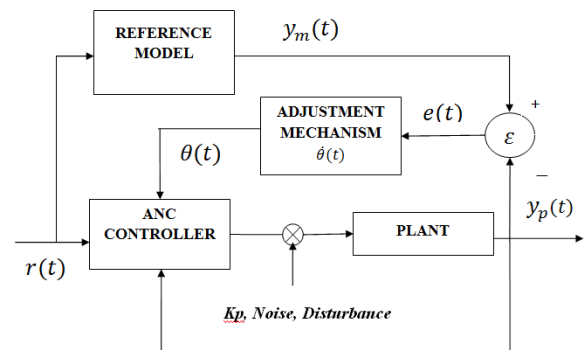 REFERENCE
MODEL
y_m(t)
+
ADJUSTMENT
MECHANISM
θ̇(t)
e(t)
ε
θ(t)
−
y_p(t)
ANC
CONTROLLER
PLANT
r(t)
Kp, Noise, Disturbance